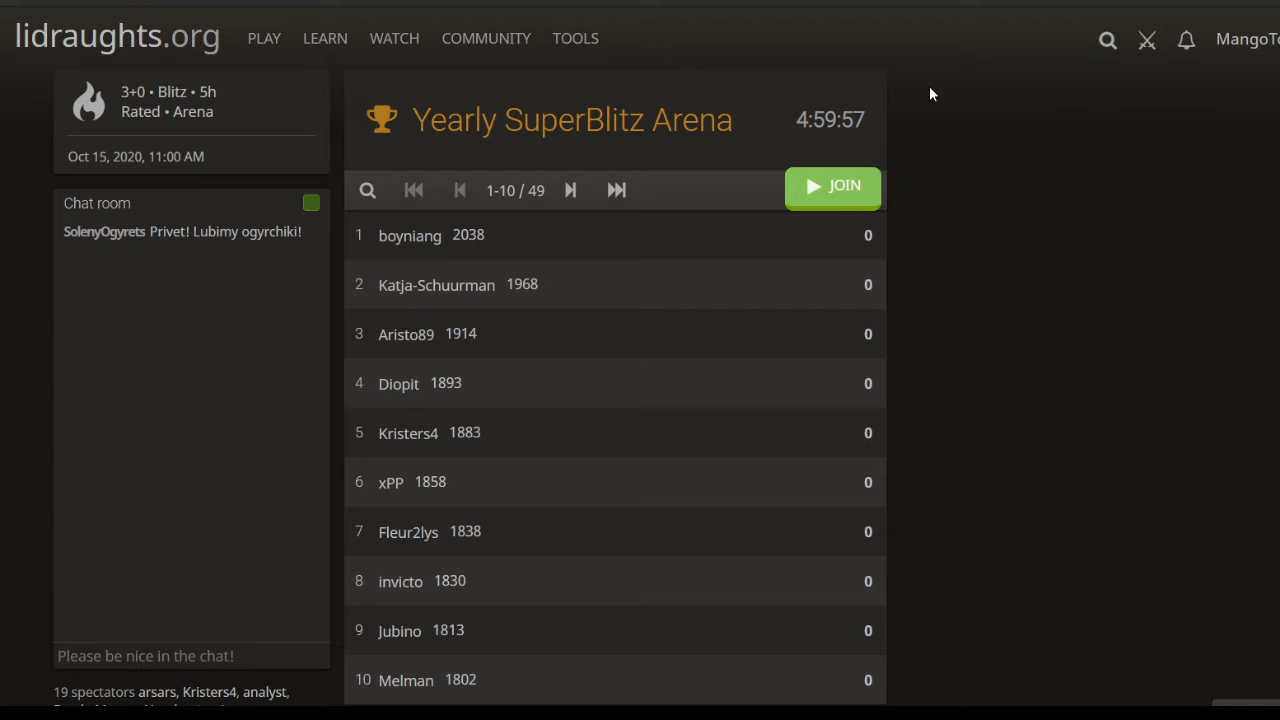 lidraughts.org PLAY LEARN WATCH COMMUNITY TOOLS
3+0 • Blitz • 5h
Rated • Arena
Oct 15, 2020, 11:00 AM
Chat room
SolenyOgyrets Privet! Lubimy ogyrchiki!
Please be nice in the chat!
19 spectators arsars, Kristers4, analyst,
Yearly SuperBlitz Arena 4:59:57
1-10 / 49 JOIN
1 boyniang 2038 0
2 Katja-Schuurman 1968 0
3 Aristo89 1914 0
4 Diopit 1893 0
5 Kristers4 1883 0
6 xPP 1858 0
7 Fleur2lys 1838 0
8 invicto 1830 0
9 Jubino 1813 0
10 Melman 1802 0